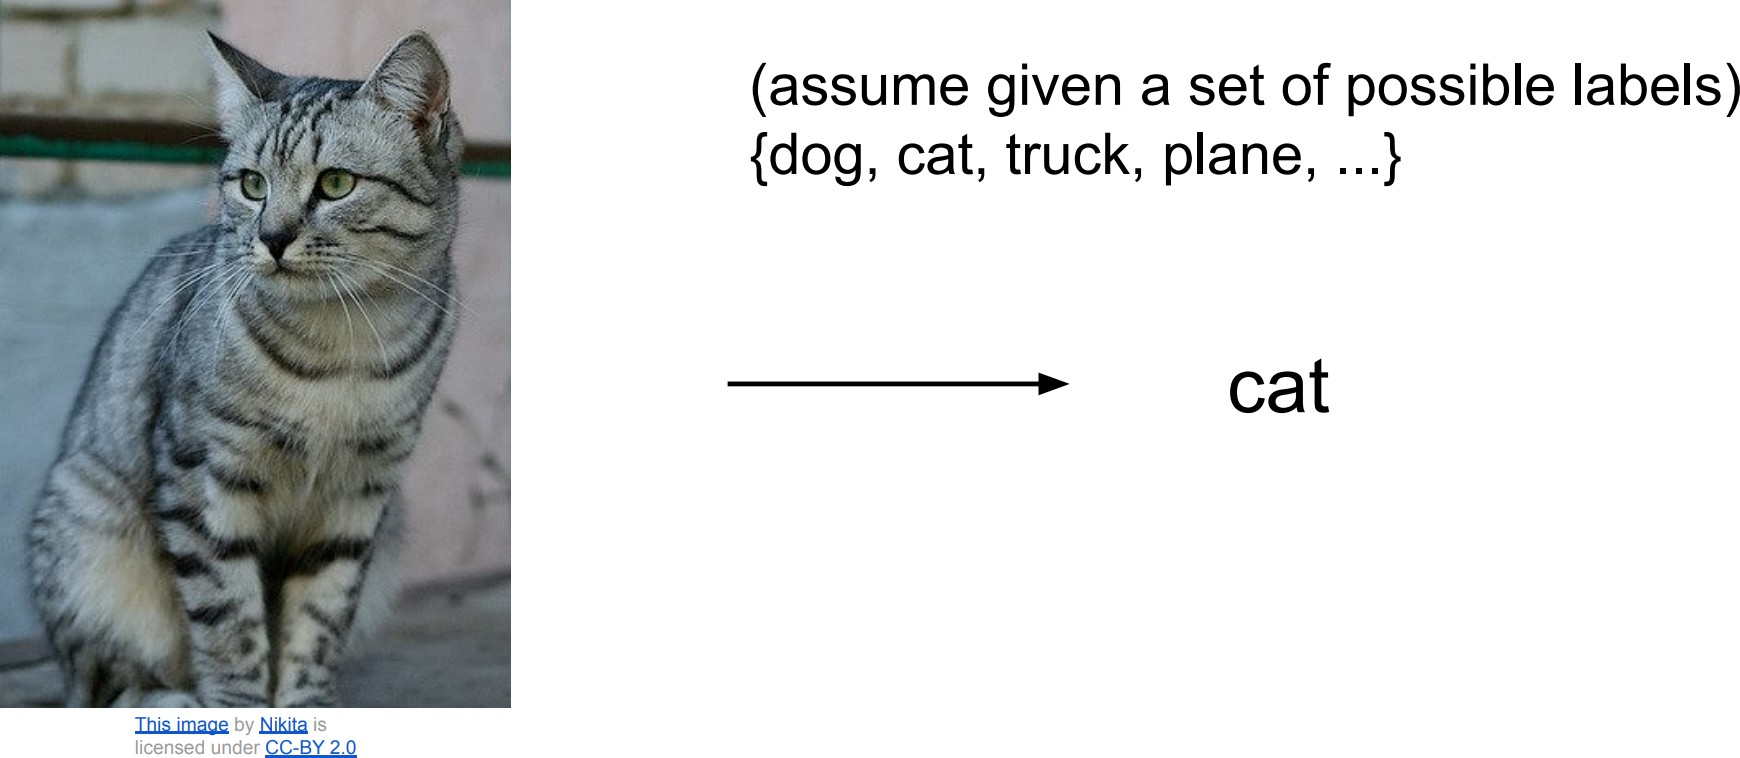 (assume given a set of possible labels)
{dog, cat, truck, plane, ...}
cat
This image by Nikita is
licensed under CC-BY 2.0